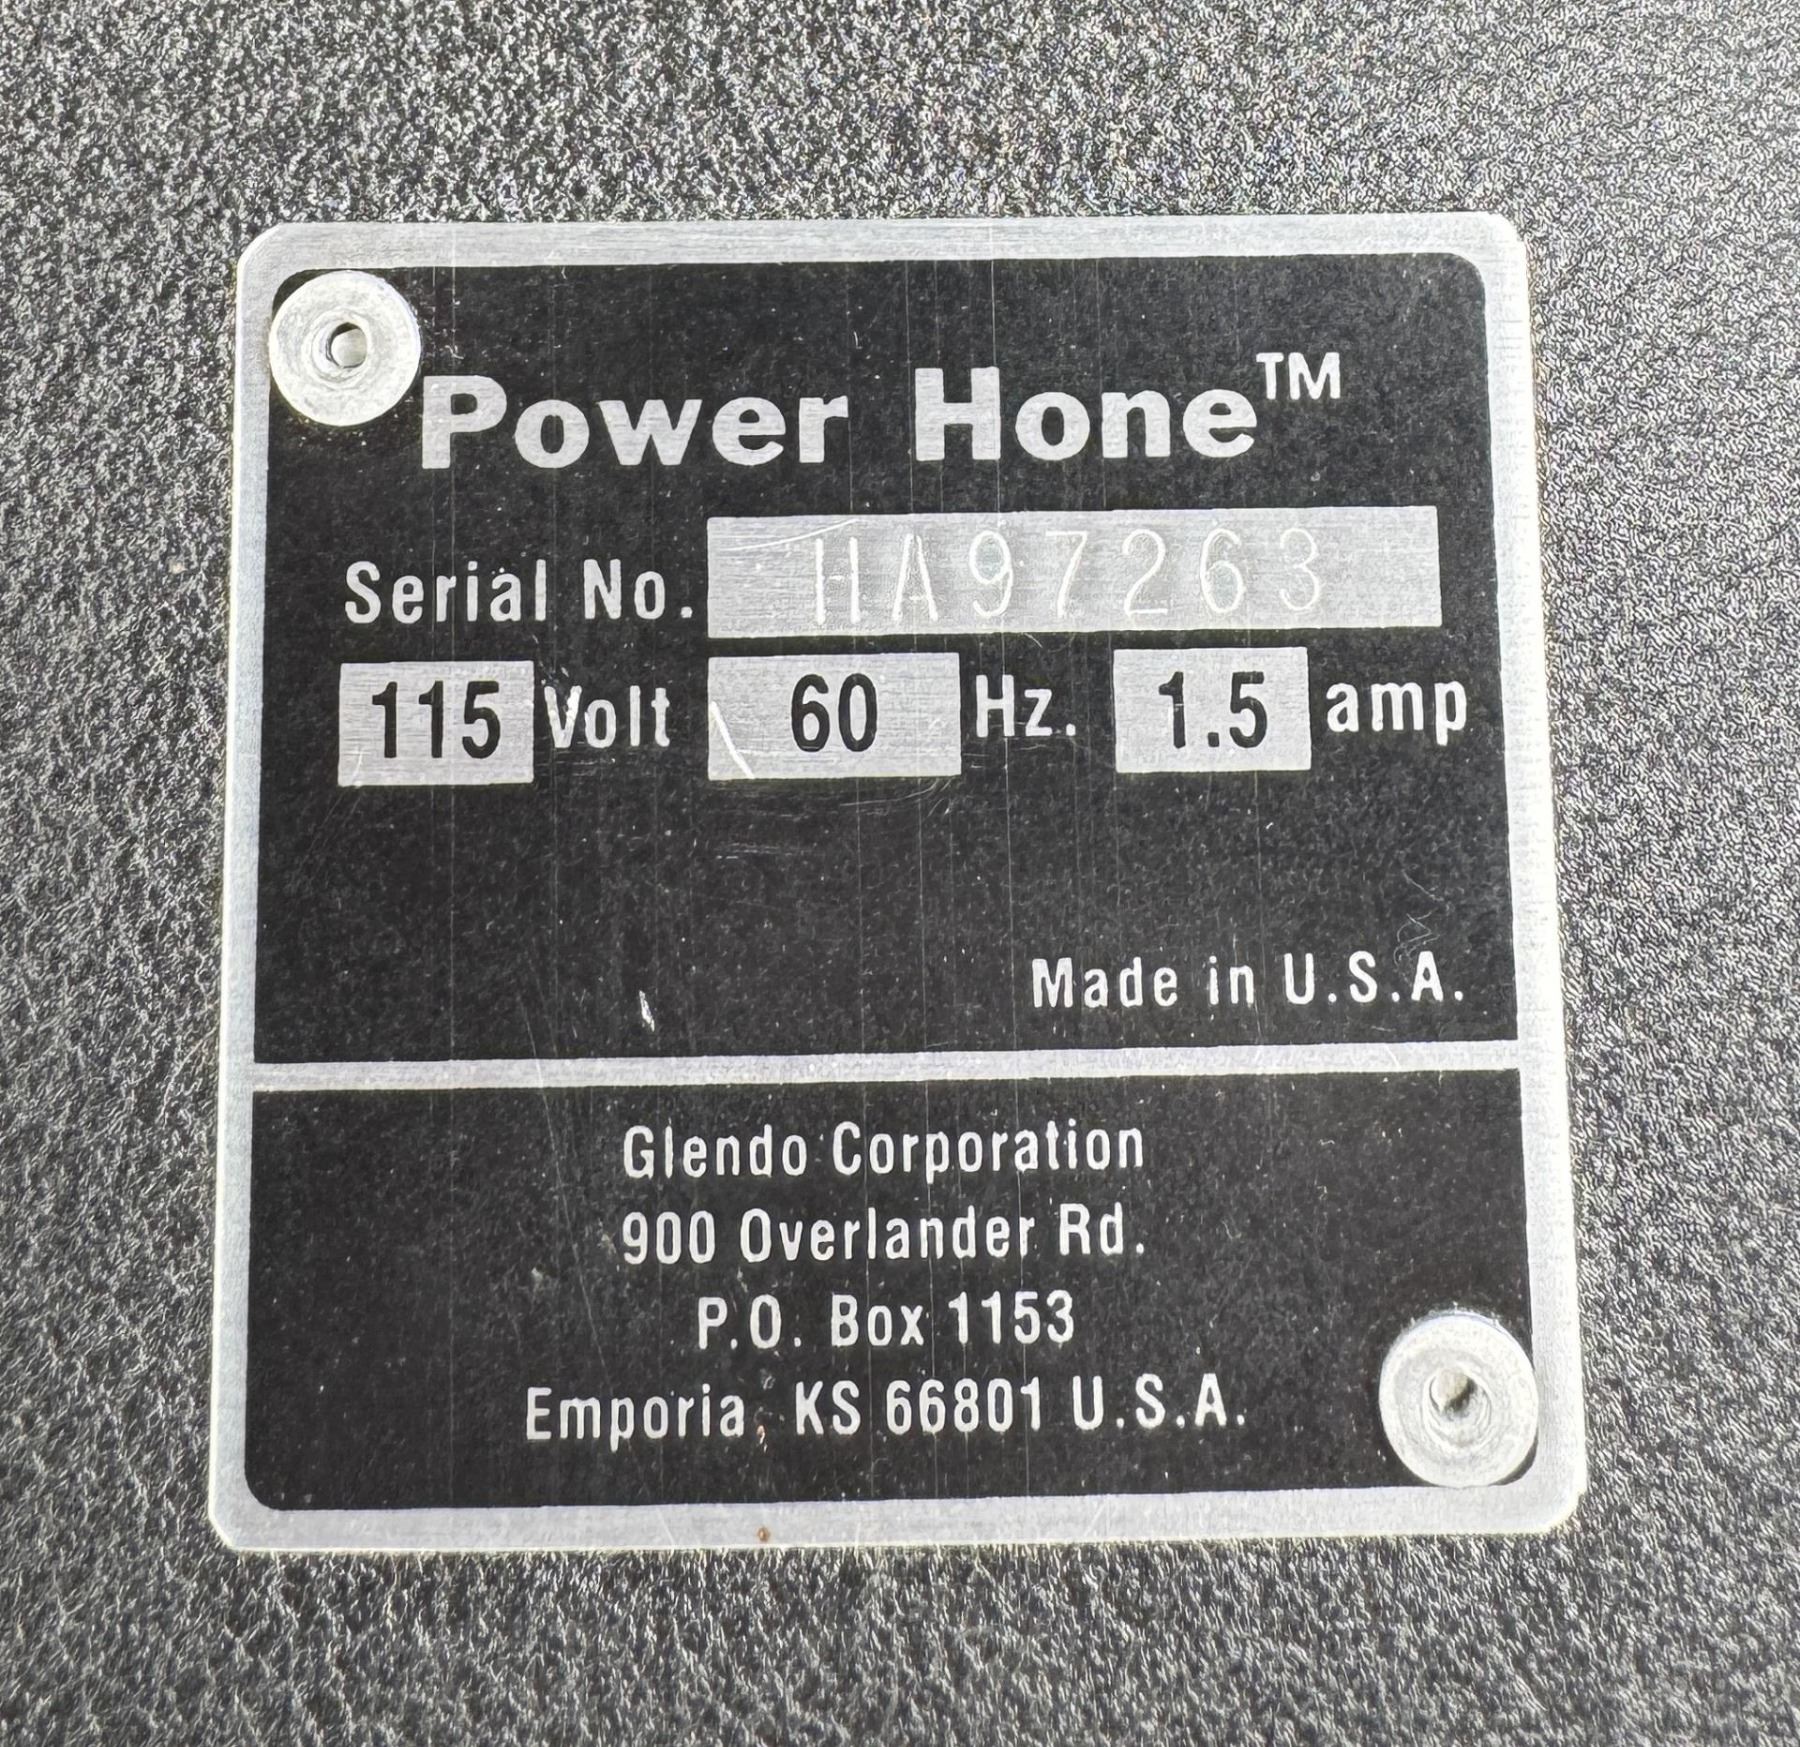 Power Hone™
Serial No. HA97263
115 Volt 60 Hz. 1.5 amp
Made in U.S.A.
Glendo Corporation
900 Overlander Rd.
P.O. Box 1153
Emporia, KS 66801 U.S.A.